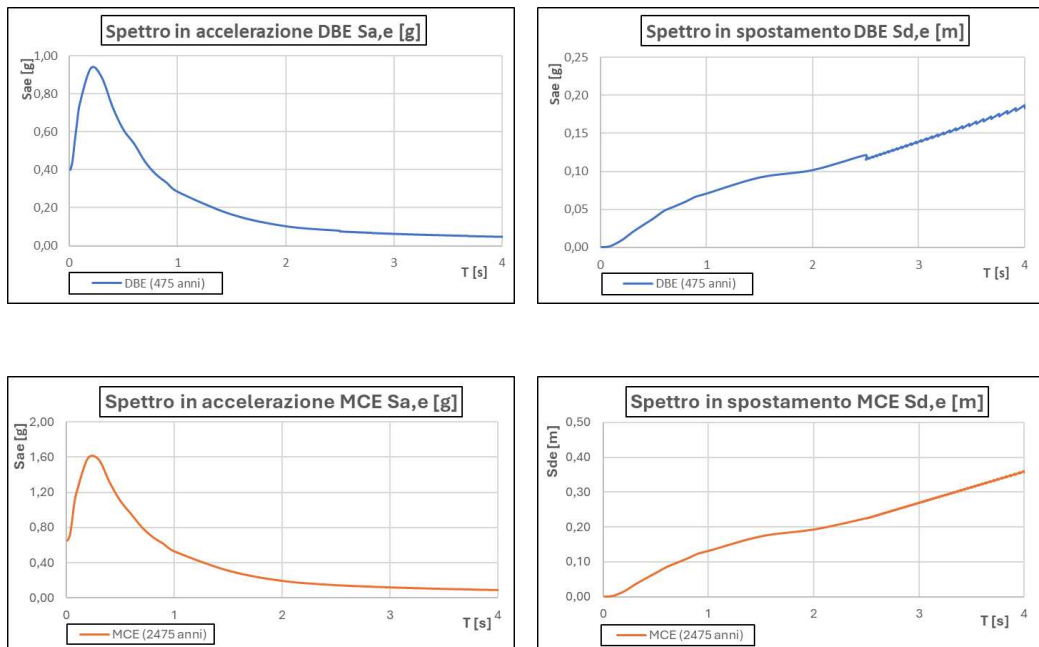 Spettro in accelerazione DBE Sa,e [g]
Sae [g]
1,00
0,80
0,60
0,40
0,20
0,00
0 1 2 3 4
T [s]
DBE (475 anni)
Spettro in spostamento DBE Sd,e [m]
Sae [g]
0,25
0,20
0,15
0,10
0,05
0,00
0 1 2 3 4
T [s]
DBE (475 anni)
Spettro in accelerazione MCE Sa,e [g]
Sae [g]
2,00
1,60
1,20
0,80
0,40
0,00
0 1 2 3 4
T [s]
MCE (2475 anni)
Spettro in spostamento MCE Sd,e [m]
Sde [m]
0,50
0,40
0,30
0,20
0,10
0,00
0 1 2 3 4
T [s]
MCE (2475 anni)